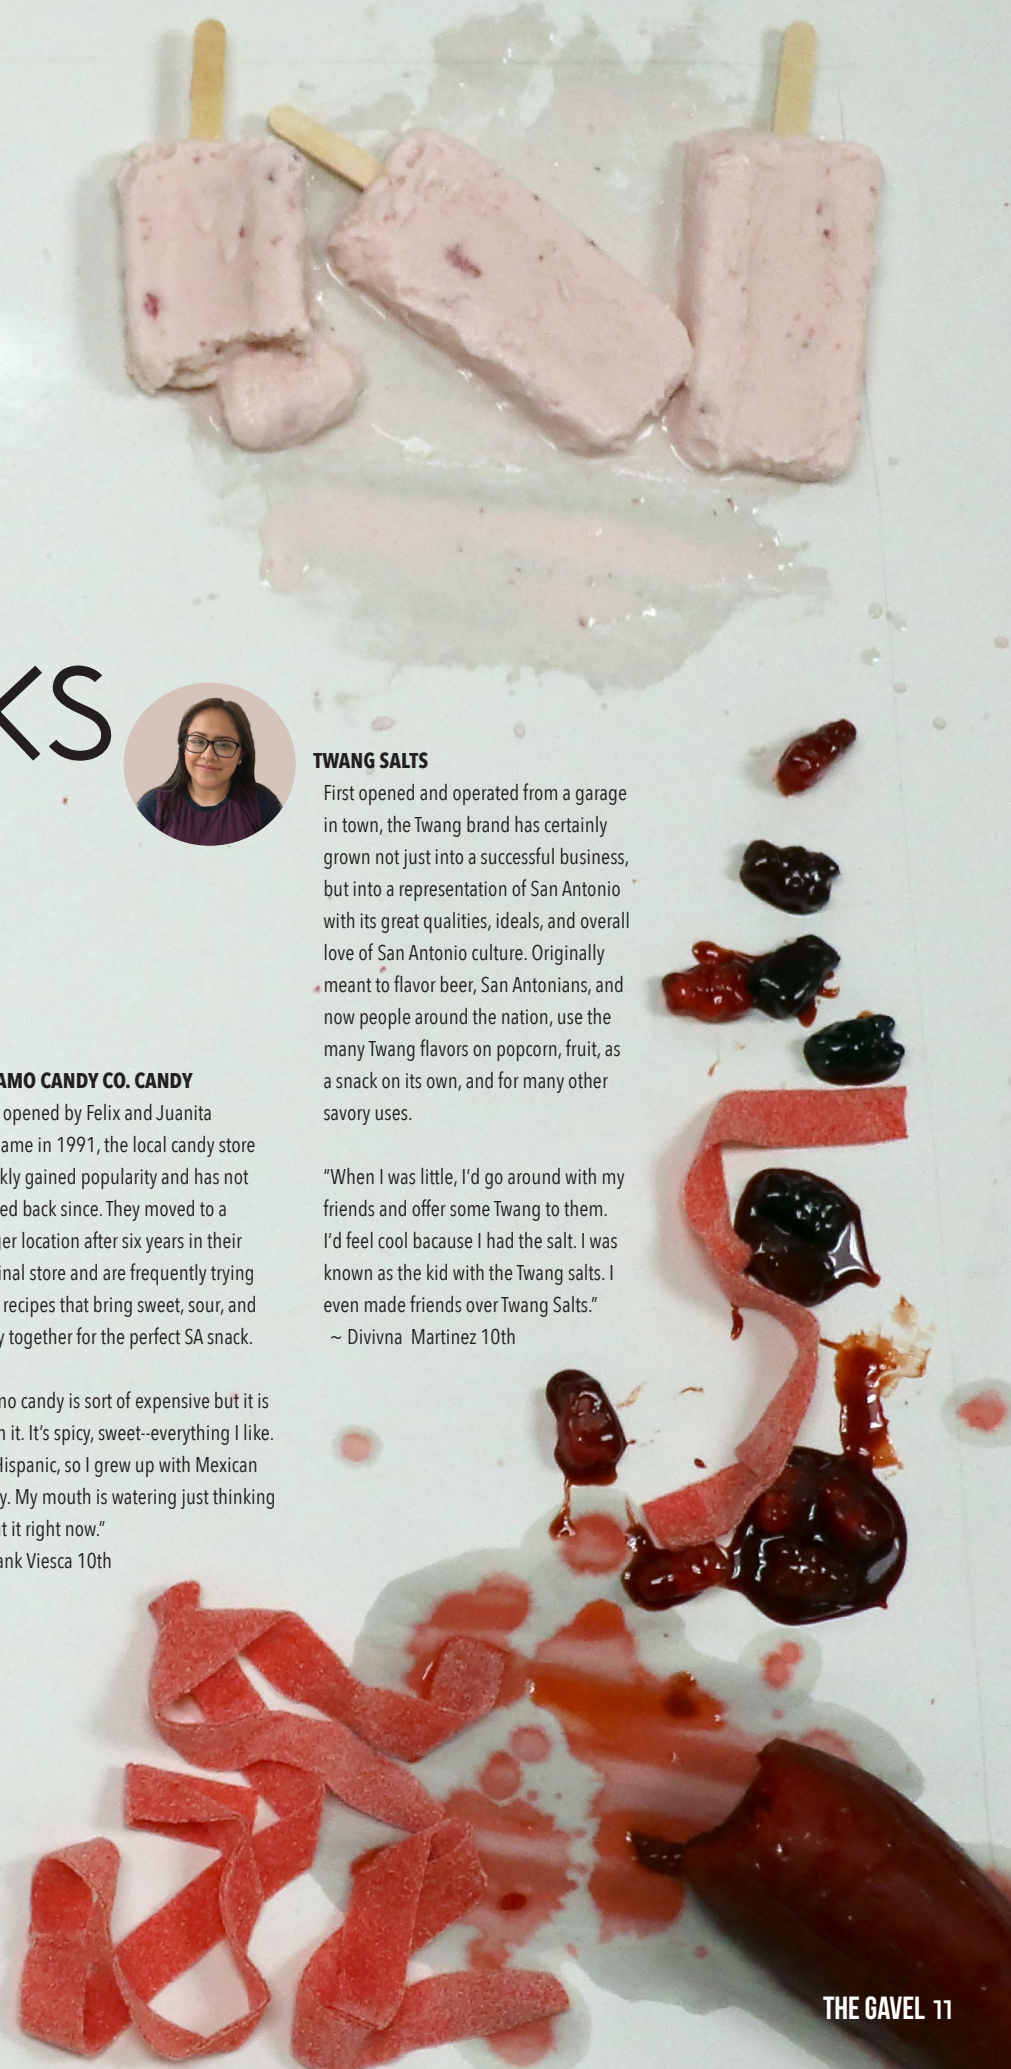 KS
AMO CANDY CO. CANDY
opened by Felix and Juanita
ame in 1991, the local candy store
kly gained popularity and has not
ed back since. They moved to a
ger location after six years in their
inal store and are frequently trying
recipes that bring sweet, sour, and
y together for the perfect SA snack.
mo candy is sort of expensive but it is
h it. It's spicy, sweet--everything I like.
Hispanic, so I grew up with Mexican
y. My mouth is watering just thinking
t it right now."
ank Viesca 10th
TWANG SALTS
First opened and operated from a garage
in town, the Twang brand has certainly
grown not just into a successful business,
but into a representation of San Antonio
with its great qualities, ideals, and overall
love of San Antonio culture. Originally
meant to flavor beer, San Antonians, and
now people around the nation, use the
many Twang flavors on popcorn, fruit, as
a snack on its own, and for many other
savory uses.
“When I was little, I’d go around with my
friends and offer some Twang to them.
I’d feel cool bacause I had the salt. I was
known as the kid with the Twang salts. I
even made friends over Twang Salts.”
~ Divivna Martinez 10th
THE GAVEL 11